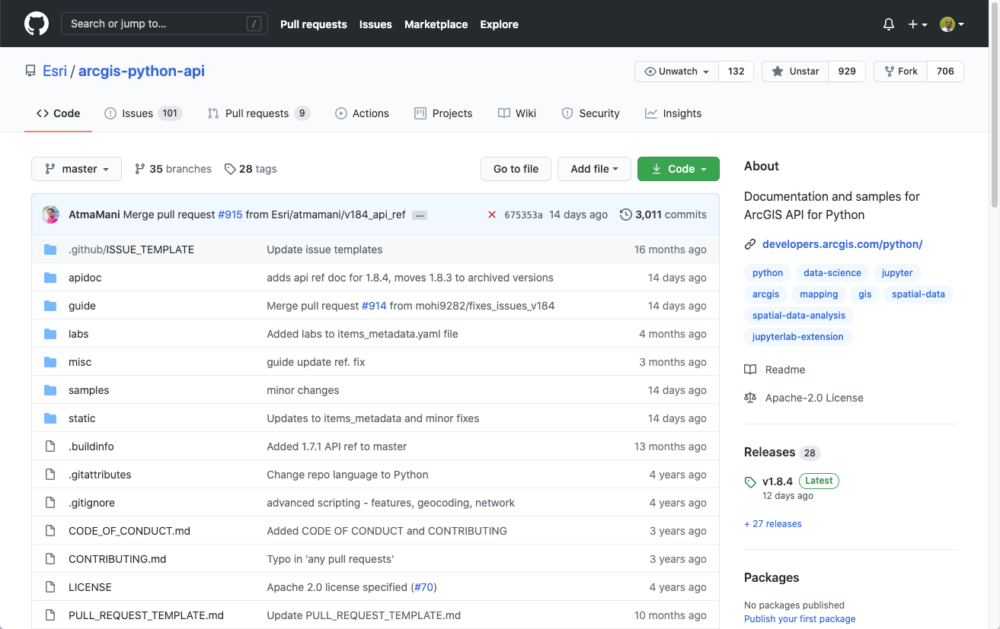 Search or jump to… /
Pull requests Issues Marketplace Explore
Esri / arcgis-python-api
Unwatch 132 Unstar 929 Fork 706
Code Issues 101 Pull requests 9 Actions Projects Wiki Security Insights
master 35 branches 28 tags Go to file Add file Code
AtmaMani Merge pull request #915 from Esri/atmamani/v184_api_ref … 675353a 14 days ago 3,011 commits
.github/ISSUE_TEMPLATE Update issue templates 16 months ago
apidoc adds api ref doc for 1.8.4, moves 1.8.3 to archived versions 14 days ago
guide Merge pull request #914 from mohi9282/fixes_issues_v184 14 days ago
labs Added labs to items_metadata.yaml file 4 months ago
misc guide update ref. fix 3 months ago
samples minor changes 14 days ago
static Updates to items_metadata and minor fixes 14 days ago
.buildinfo Added 1.7.1 API ref to master 13 months ago
.gitattributes Change repo language to Python 4 years ago
.gitignore advanced scripting - features, geocoding, network 4 years ago
CODE_OF_CONDUCT.md Added CODE OF CONDUCT and CONTRIBUTING 3 years ago
CONTRIBUTING.md Typo in 'any pull requests' 3 years ago
LICENSE Apache 2.0 license specified (#70) 4 years ago
PULL_REQUEST_TEMPLATE.md Update PULL_REQUEST_TEMPLATE.md 10 months ago
About
Documentation and samples for
ArcGIS API for Python
developers.arcgis.com/python/
python data-science jupyter
arcgis mapping gis spatial-data
spatial-data-analysis
jupyterlab-extension
Readme
Apache-2.0 License
Releases 28
v1.8.4 Latest
12 days ago
+ 27 releases
Packages
No packages published
Publish your first package